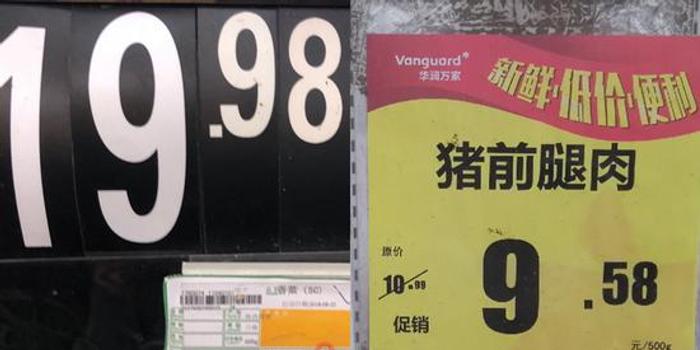 19.98
Vanguard
华润万家
新鲜·低价·便利
猪前腿肉
原价
10.99
9.58
促销
元/500g